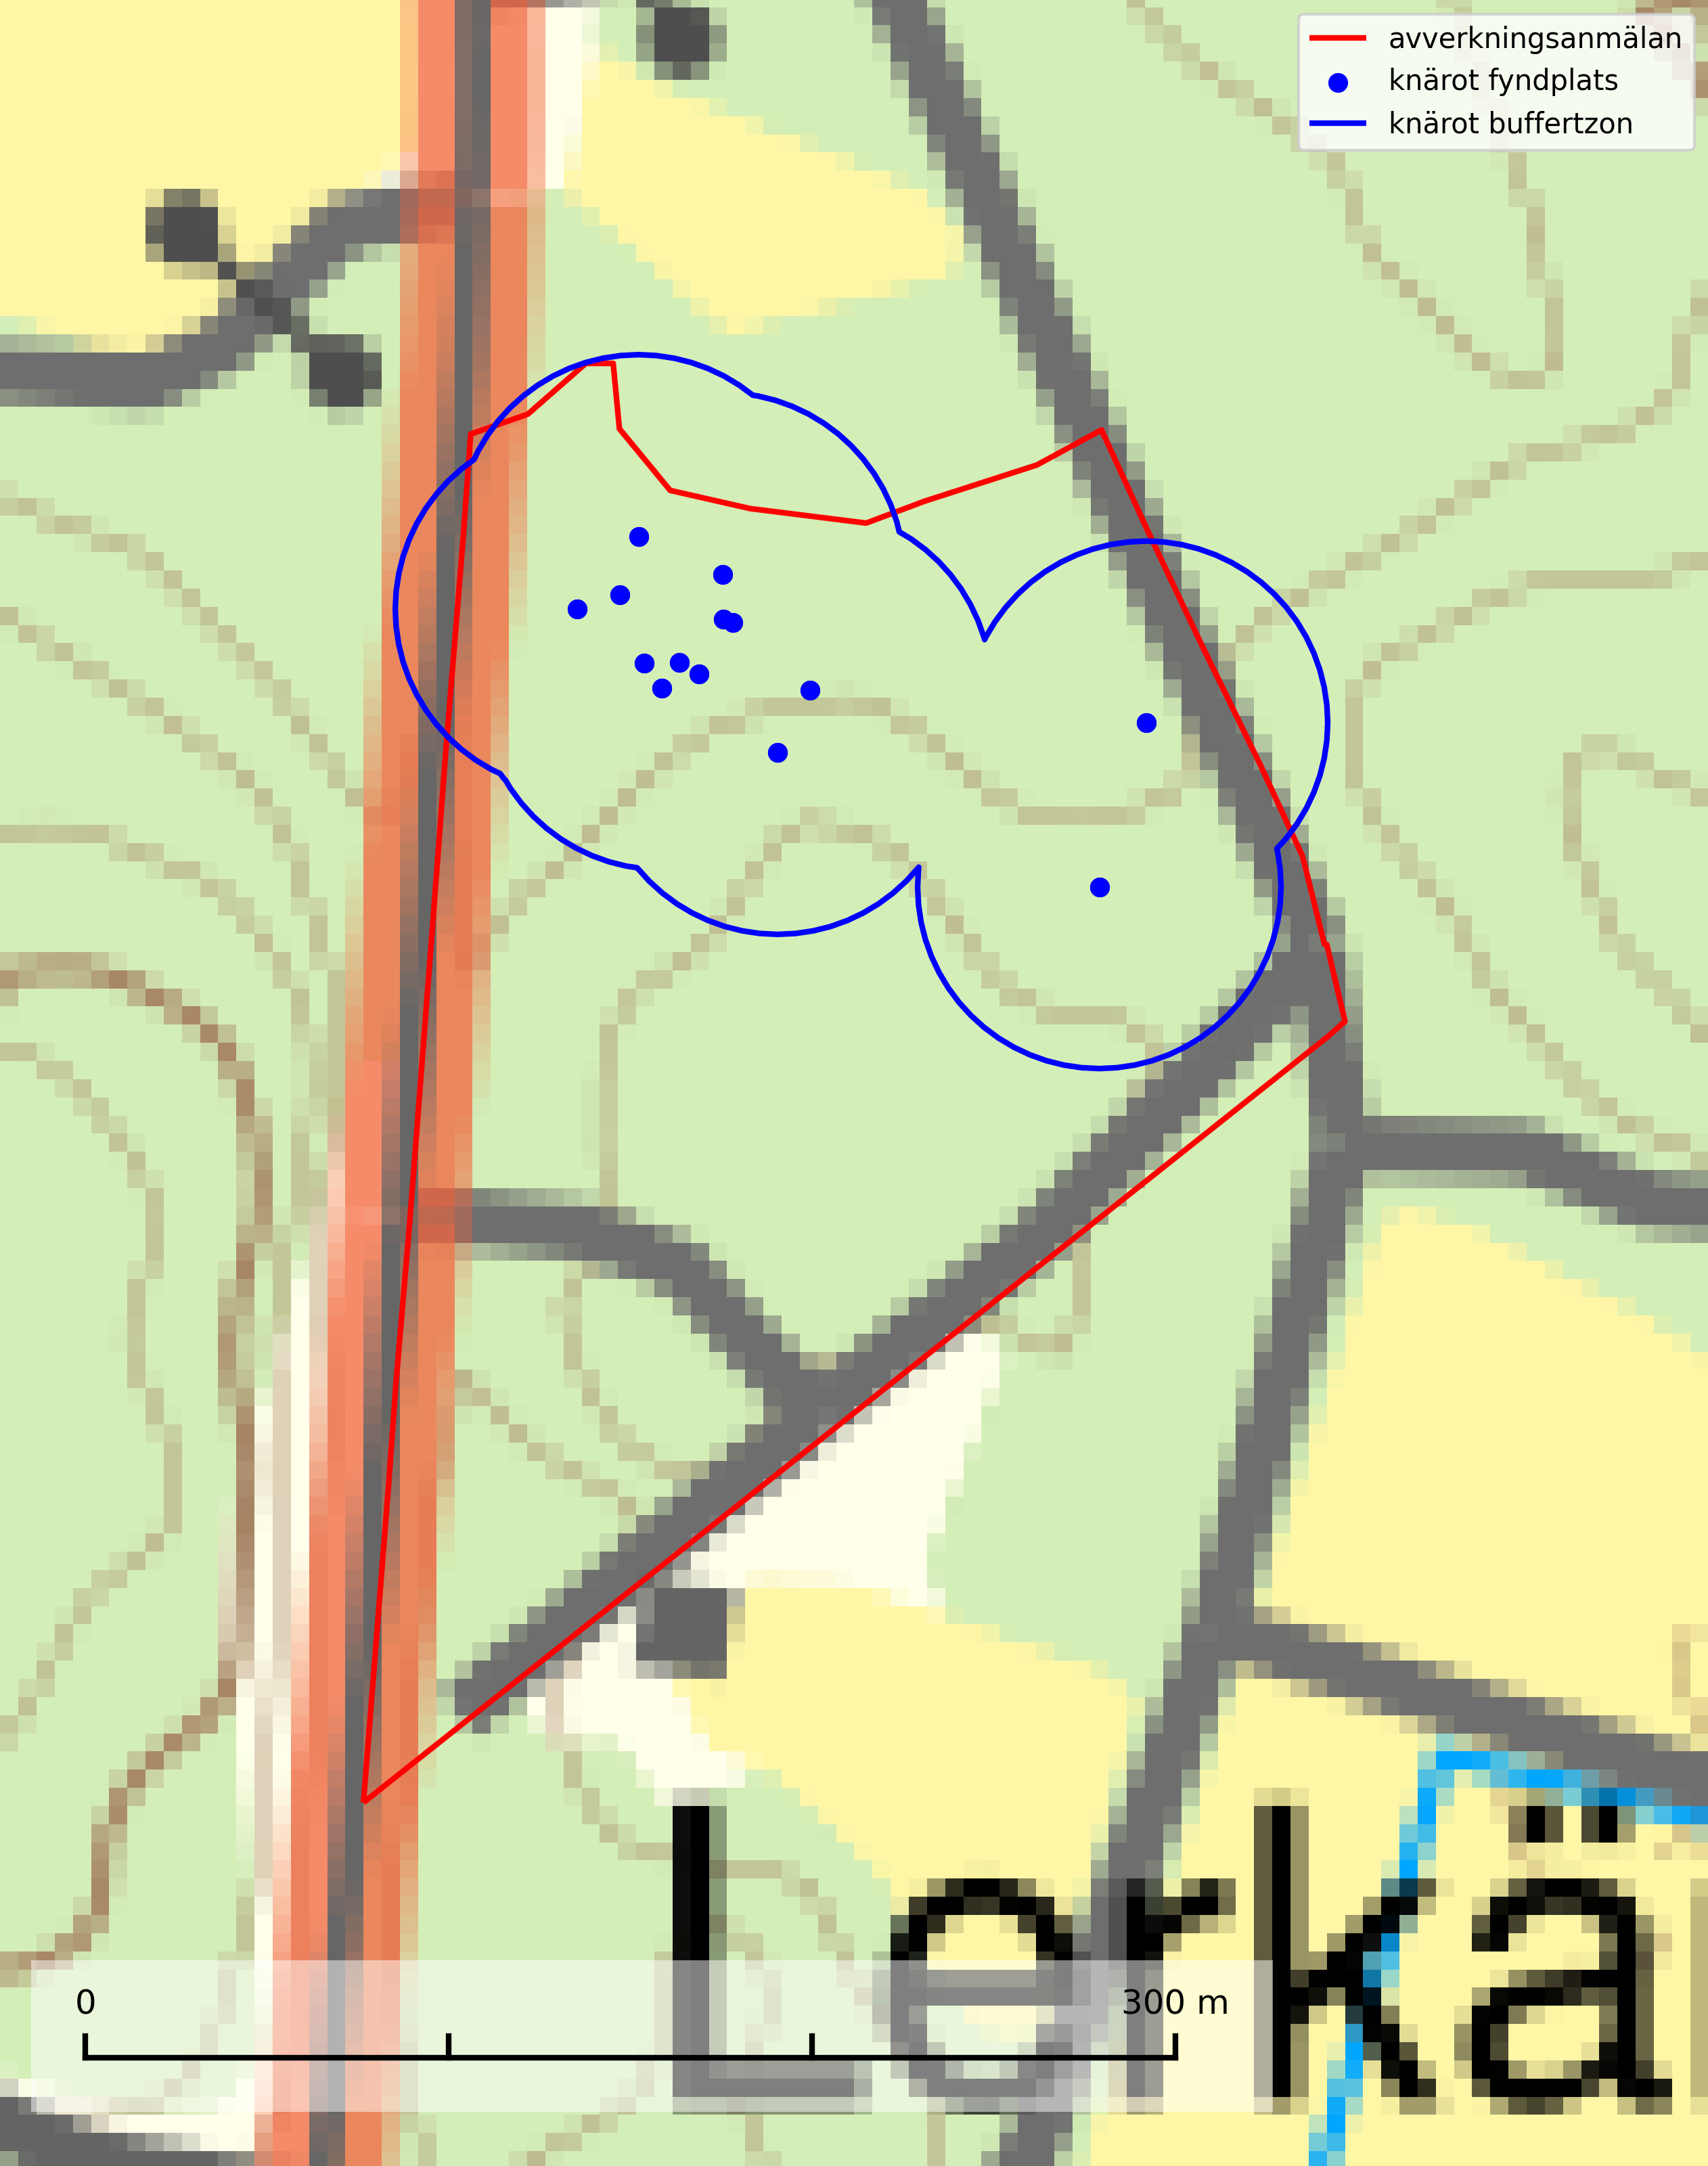 avverkningsanmälan
knärot fyndplats
knärot buffertzon
Lerkä
0
300 m